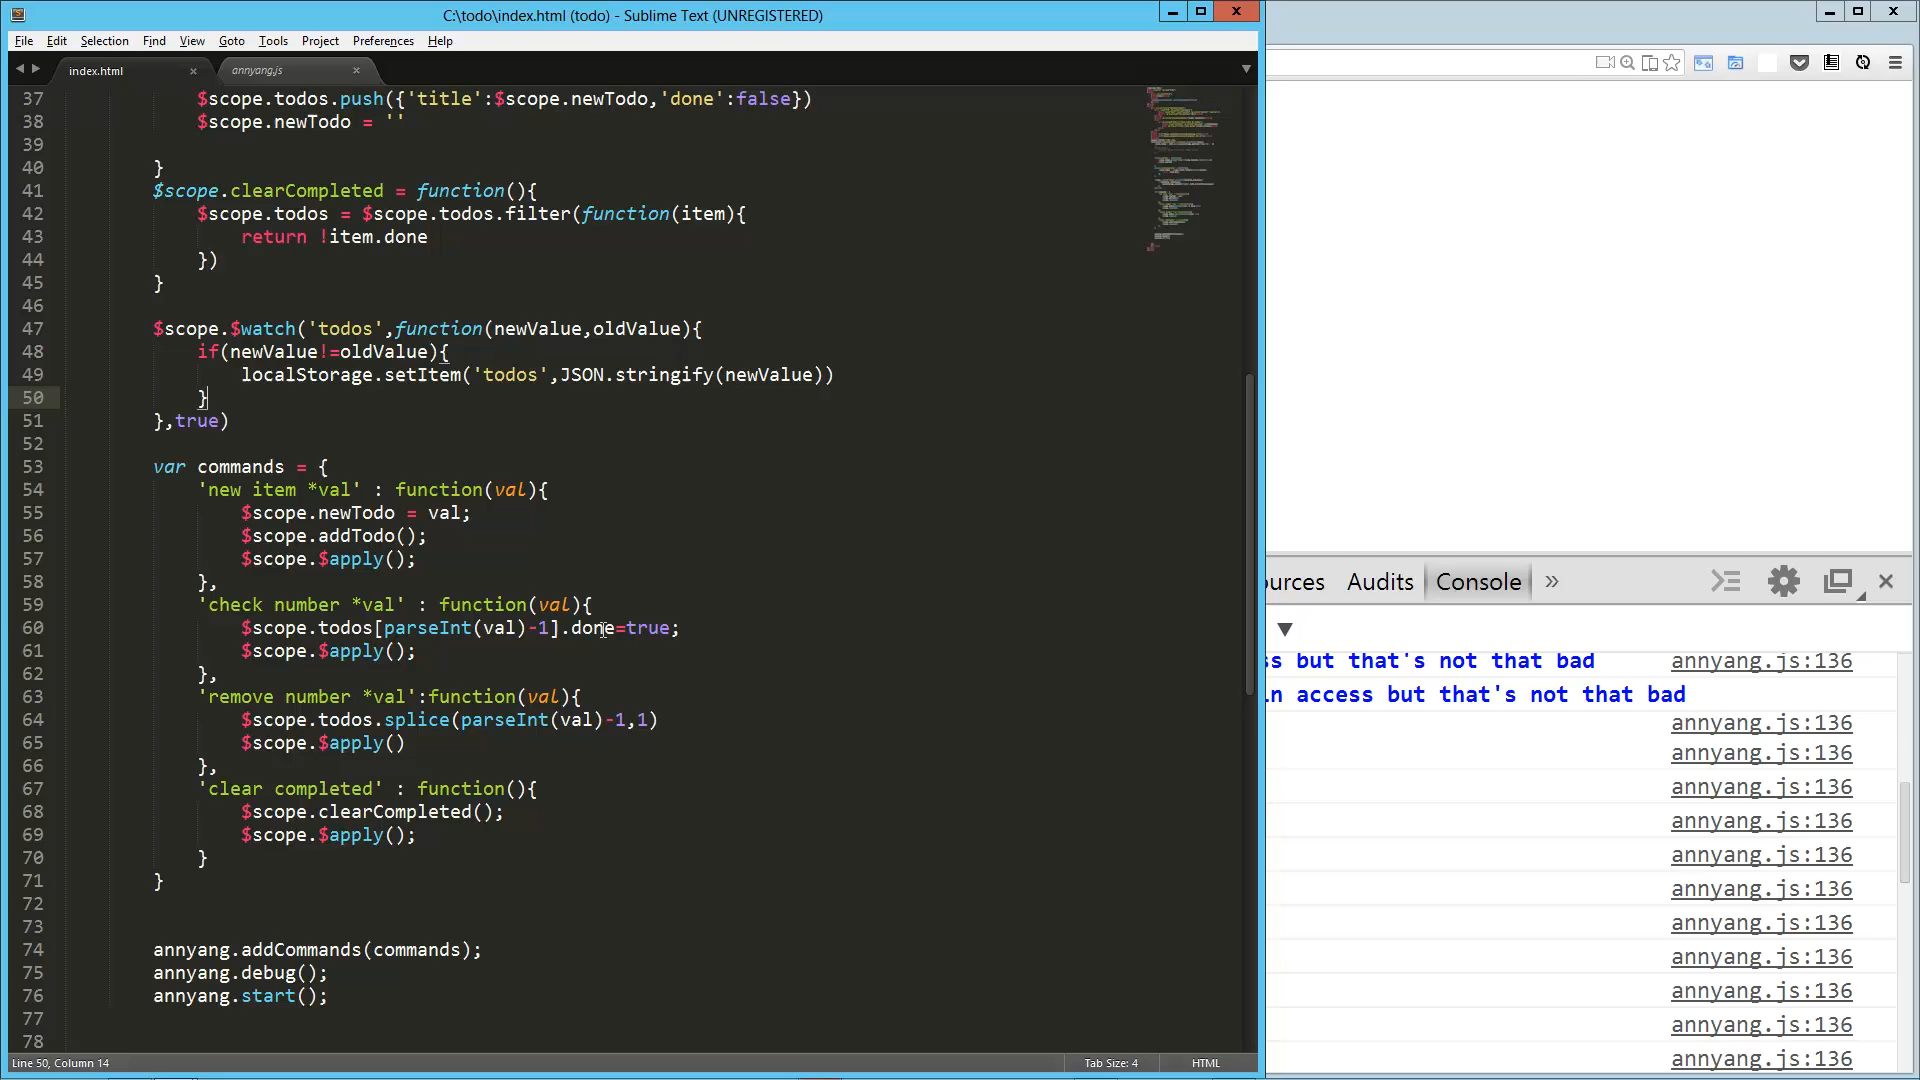 C:\todo\index.html (todo) - Sublime Text (UNREGISTERED)
File Edit Selection Find View Goto Tools Project Preferences Help
index.html × annyang.js ×
37 $scope.todos.push({'title':$scope.newTodo,'done':false})
38 $scope.newTodo = ''
39
40 }
41 $scope.clearCompleted = function(){
42 $scope.todos = $scope.todos.filter(function(item){
43 return !item.done
44 })
45 }
46
47 $scope.$watch('todos',function(newValue,oldValue){
48 if(newValue!=oldValue){
49 localStorage.setItem('todos',JSON.stringify(newValue))
50 }
51 },true)
52
53 var commands = {
54 'new item *val' : function(val){
55 $scope.newTodo = val;
56 $scope.addTodo();
57 $scope.$apply();
58 },
59 'check number *val' : function(val){
60 $scope.todos[parseInt(val)-1].done=true;
61 $scope.$apply();
62 },
63 'remove number *val':function(val){
64 $scope.todos.splice(parseInt(val)-1,1)
65 $scope.$apply()
66 },
67 'clear completed' : function(){
68 $scope.clearCompleted();
69 $scope.$apply();
70 }
71 }
72
73
74 annyang.addCommands(commands);
75 annyang.debug();
76 annyang.start();
77
78
Line 50, Column 14 Tab Size: 4 HTML
ources Audits Console »
ss but that's not that bad annyang.js:136
in access but that's not that bad
annyang.js:136
annyang.js:136
annyang.js:136
annyang.js:136
annyang.js:136
annyang.js:136
annyang.js:136
annyang.js:136
annyang.js:136
annyang.js:136
annyang.js:136